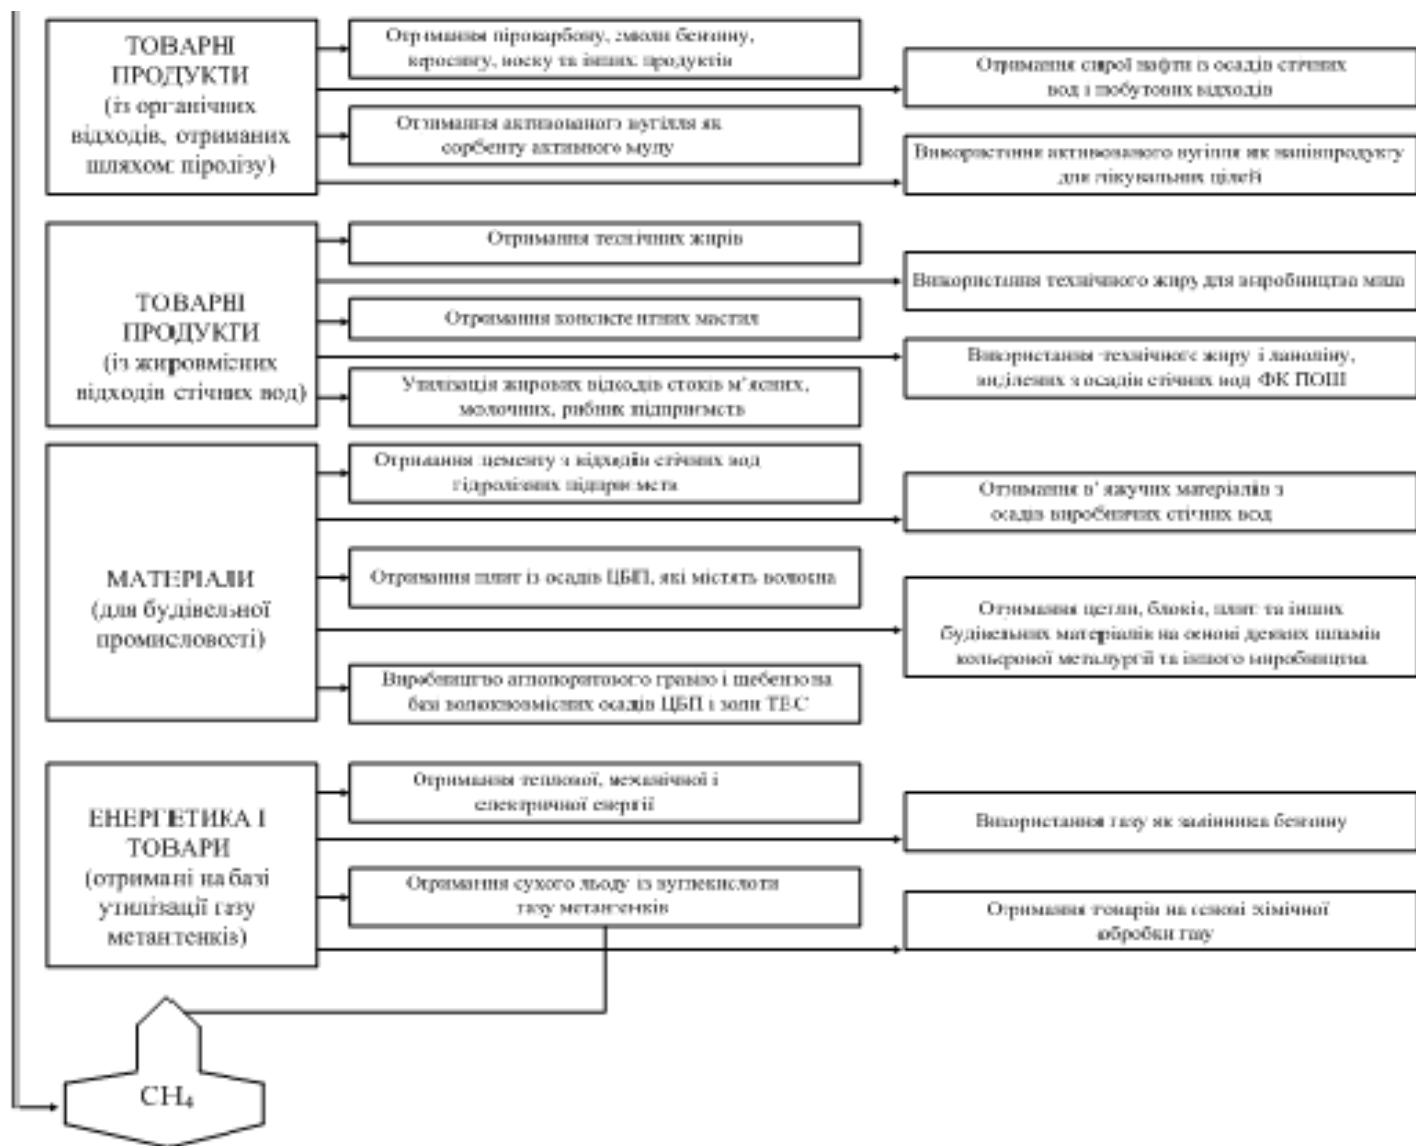 ТОВАРНІ
ПРОДУКТИ
(із органічних
відходів, отриманих
шляхом піролізу)
Отримання пірокарбону, смоли бензину,
керосину, воску та інших продуктів
Отримання сирої нафти із осадів стічних
вод і побутових відходів
Отримання активованого вугілля як
сорбенту активного мулу
Використання активованого вугілля як напівпродукту
для лікувальних цілей
ТОВАРНІ
ПРОДУКТИ
(із жировмісних
відходів стічних вод)
Отримання технічних жирів
Використання технічного жиру для виробництва мила
Отримання консистентних мастил
Використання технічного жиру і ланоліну,
виділених з осадів стічних вод ФК ПОШ
Утилізація жирових відходів стоків м'ясних,
молочних, рибних підприємств
МАТЕРІАЛИ
(для будівельної
промисловості)
Отримання цементу з відходів стічних вод
гідролізних підприємств
Отримання в'яжучих матеріалів з
осадів виробничих стічних вод
Отримання плит із осадів ЦБП, які містять волокна
Отримання цегли, блоків, плит та інших
будівельних матеріалів на основі деяких шламів
кольорової металургії та іншого виробництва
Виробництво аглопоритового гравію і щебеню на
базі волокновмісних осадів ЦБП і золи ТЕС
ЕНЕРГЕТИКА І
ТОВАРИ
(отримані на базі
утилізації газу
метантенків)
Отримання теплової, механічної і
електричної енергії
Використання газу як замінника бензину
Отримання сухого льоду із вуглекислоти
газу метантенків
Отримання товарів на основі хімічної
обробки газу
CH₄